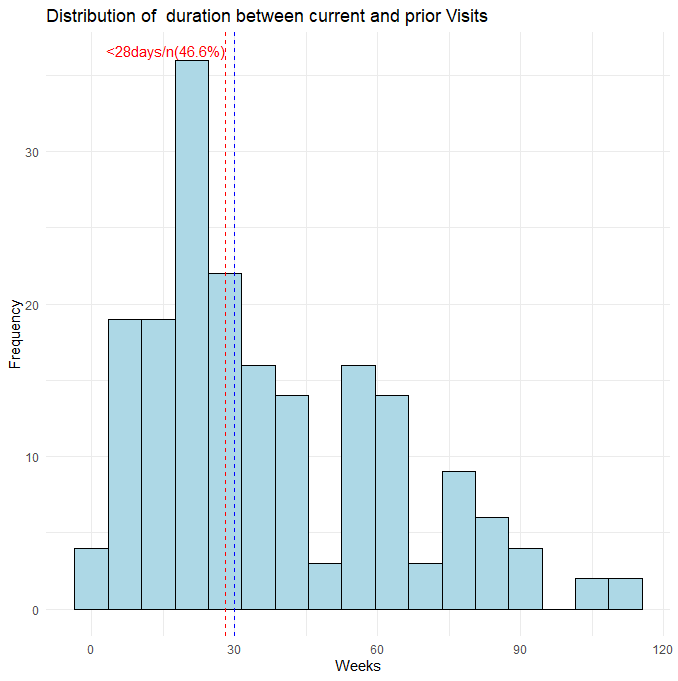 Distribution of  duration between current and prior Visits
<28days/n(46.6%)
30
20
10
0
Frequency
0 30 60 90 120
Weeks